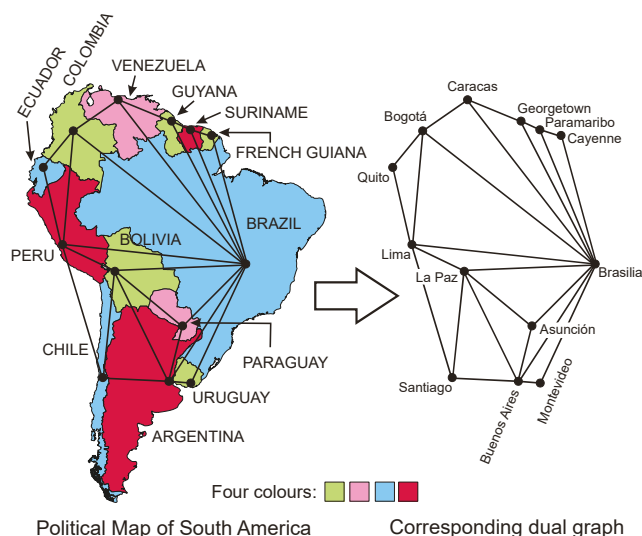 ECUADOR
COLOMBIA
VENEZUELA
GUYANA
SURINAME
FRENCH GUIANA
BRAZIL
PERU
BOLIVIA
CHILE
PARAGUAY
URUGUAY
ARGENTINA
Caracas
Bogotá
Georgetown
Paramaribo
Cayenne
Quito
Lima
La Paz
Brasilia
Asunción
Santiago
Buenos Aires
Montevideo
Four colours:
Political Map of South America
Corresponding dual graph